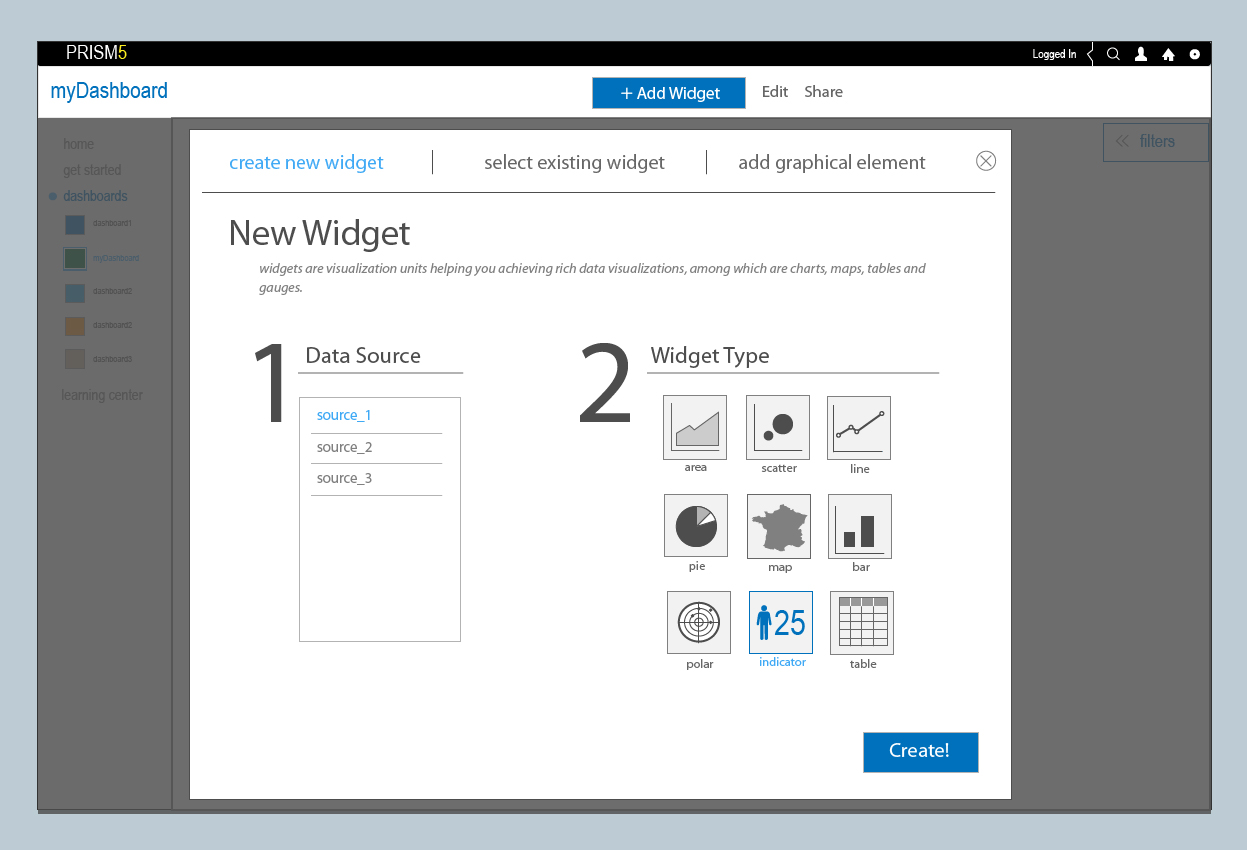 PRISM5
Logged In
myDashboard
+ Add Widget
Edit
Share
home
get started
dashboards
dashboard1
myDashboard
dashboard2
dashboard2
dashboard3
learning center
filters
create new widget
select existing widget
add graphical element
New Widget
widgets are visualization units helping you achieving rich data visualizations, among which are charts, maps, tables and
gauges.
1
Data Source
source_1
source_2
source_3
2
Widget Type
area
scatter
line
pie
map
bar
25
polar
indicator
table
Create!